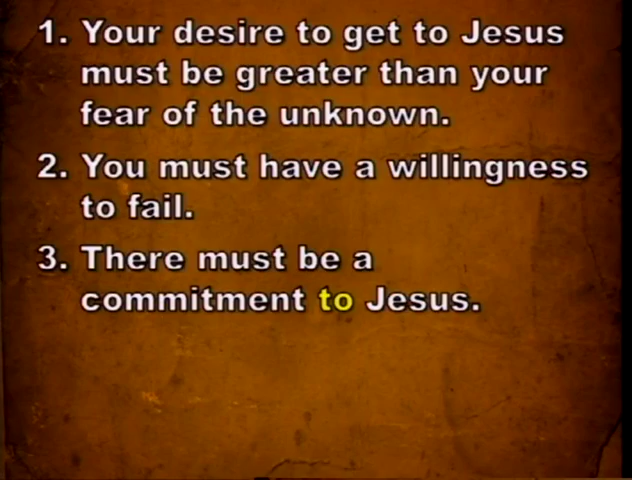 1. Your desire to get to Jesus
must be greater than your
fear of the unknown.
2. You must have a willingness
to fail.
3. There must be a
commitment to Jesus.